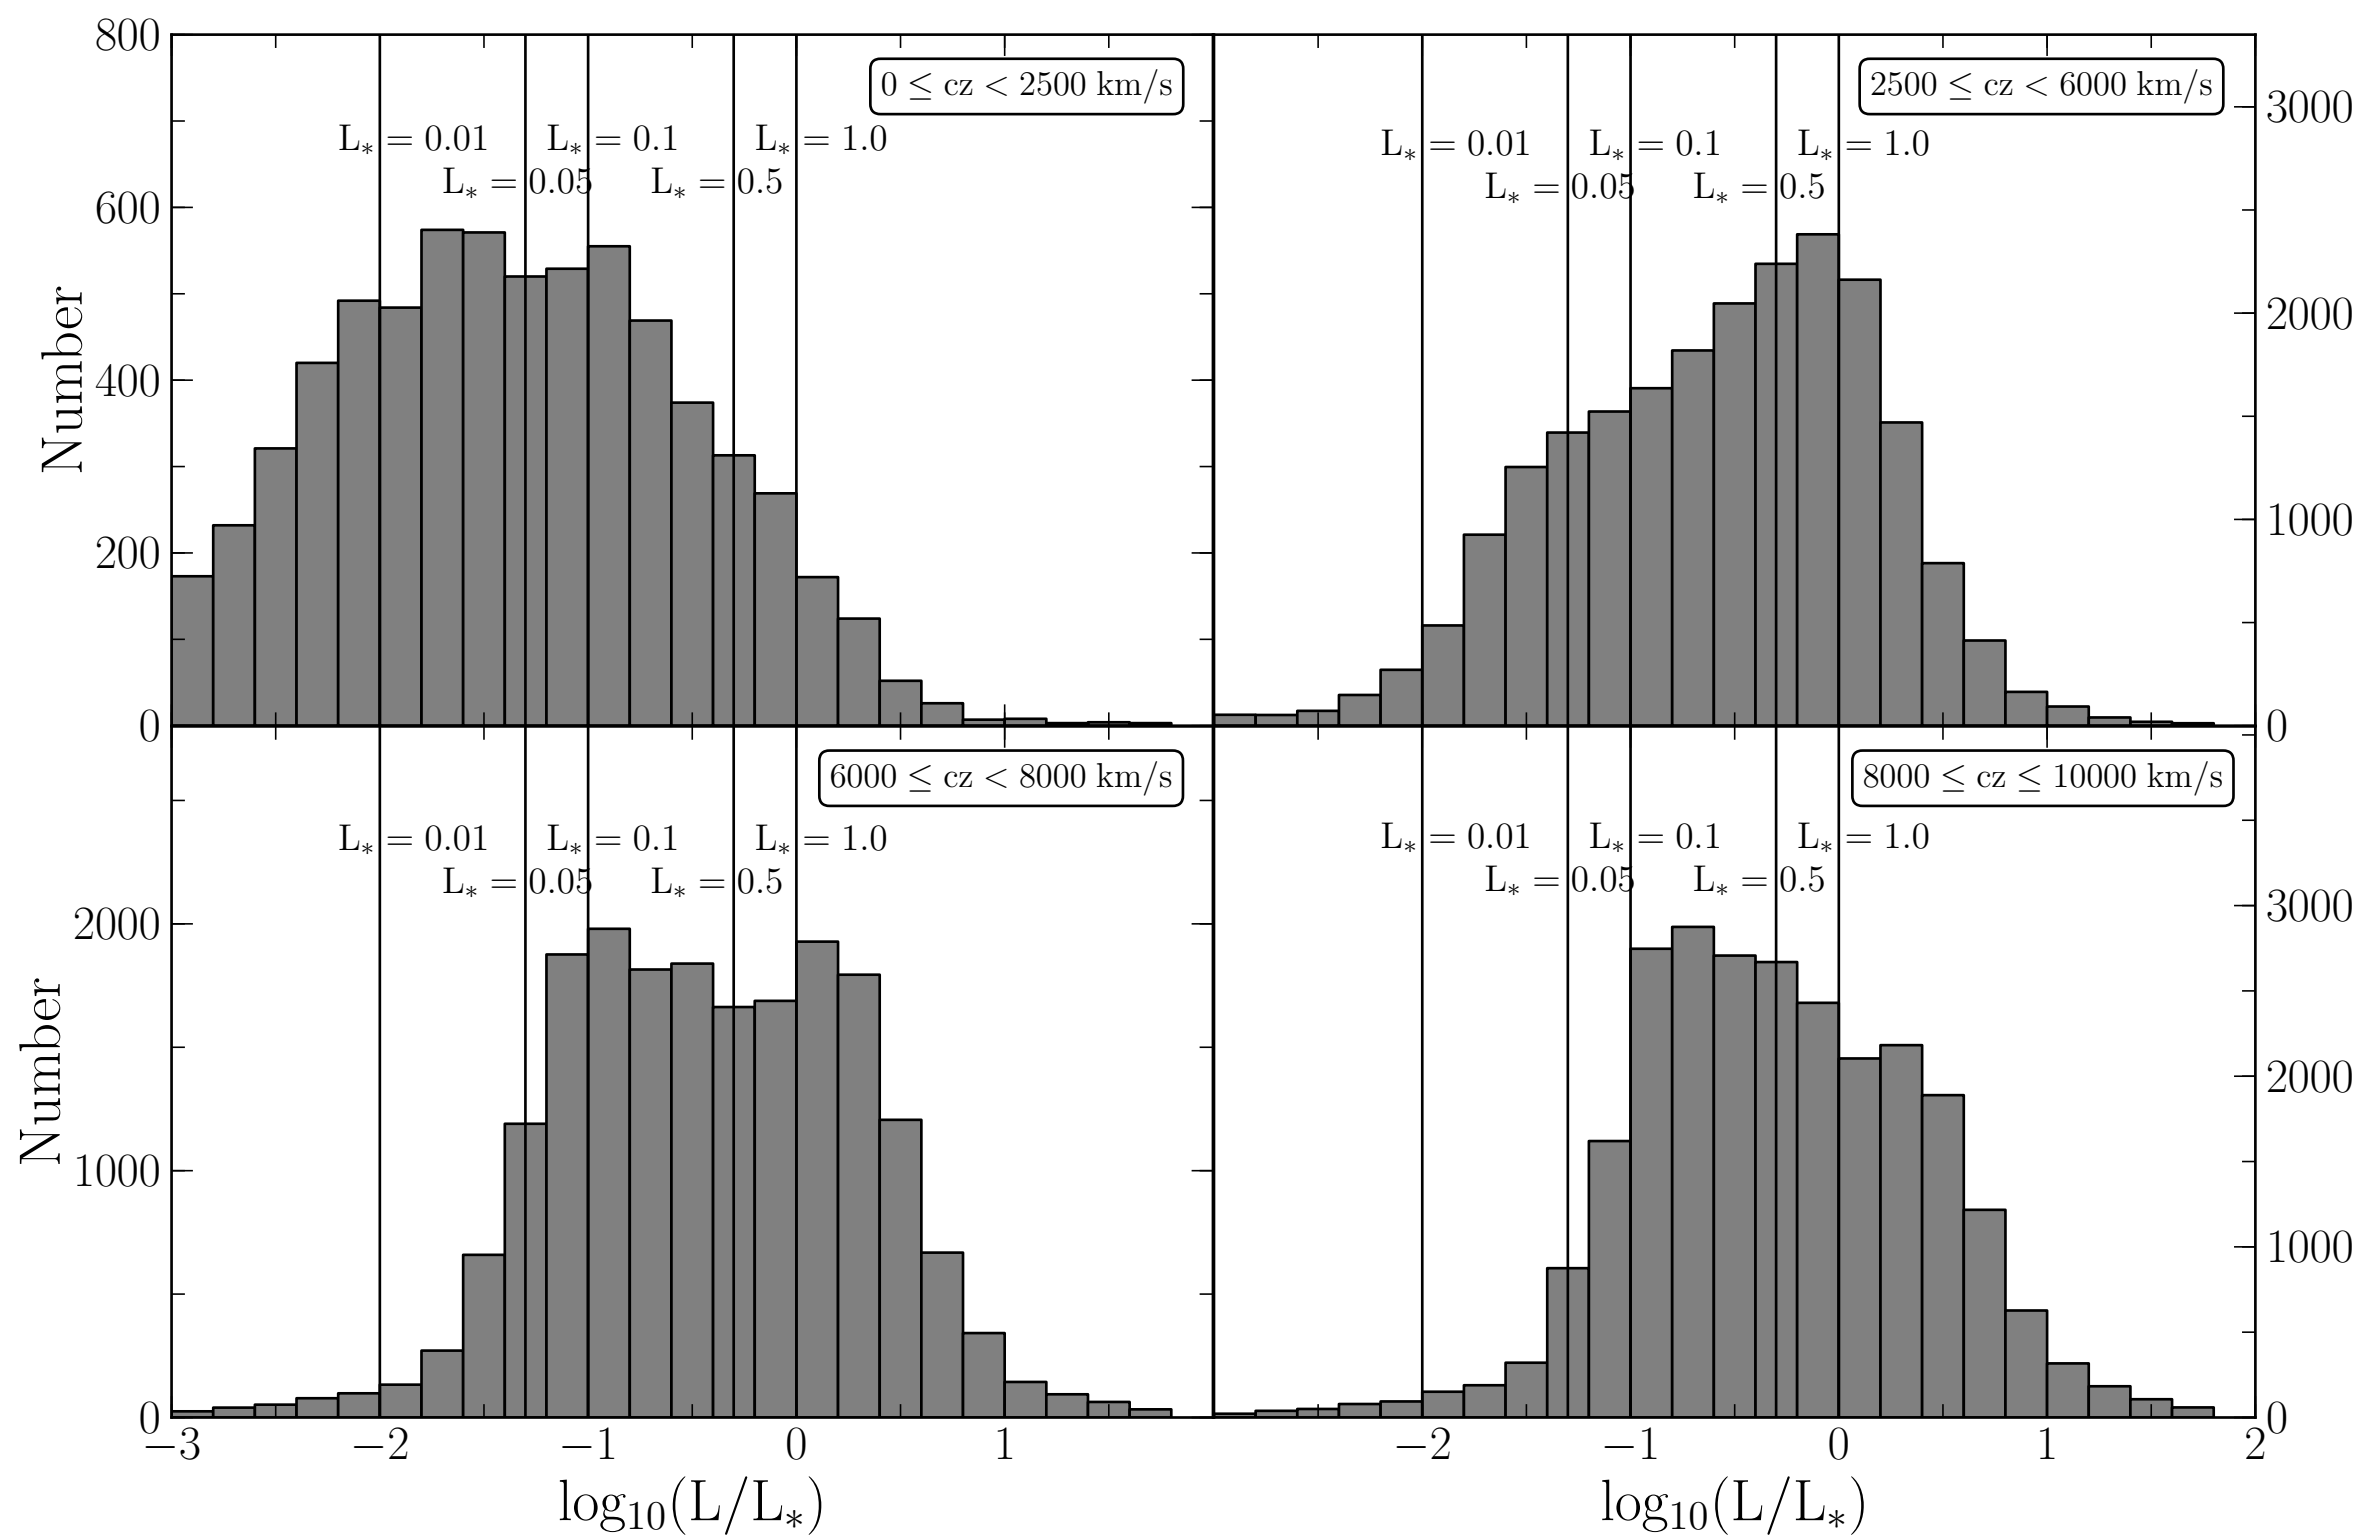 800
0 ≤ cz < 2500 km/s
2500 ≤ cz < 6000 km/s
3000
L* = 0.01
L* = 0.1
L* = 1.0
L* = 0.05
L* = 0.5
L* = 0.01
L* = 0.1
L* = 1.0
L* = 0.05
L* = 0.5
600
Number
400
200
0
2000
1000
0
6000 ≤ cz < 8000 km/s
8000 ≤ cz ≤ 10000 km/s
L* = 0.01
L* = 0.1
L* = 1.0
L* = 0.05
L* = 0.5
L* = 0.01
L* = 0.1
L* = 1.0
L* = 0.05
L* = 0.5
2000
Number
1000
0
3000
2000
1000
0
−3 −2 −1 0 1
−2 −1 0 1 2
log10(L/L*)
log10(L/L*)